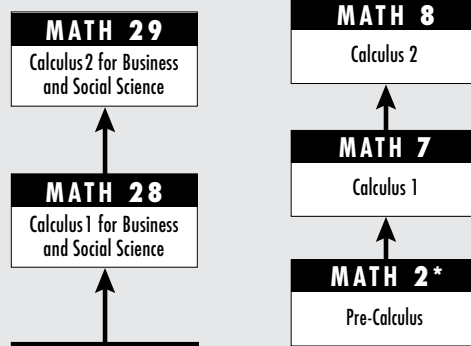 MATH 29
Calculus 2 for Business
and Social Science
MATH 28
Calculus 1 for Business
and Social Science
MATH 8
Calculus 2
MATH 7
Calculus 1
MATH 2*
Pre-Calculus